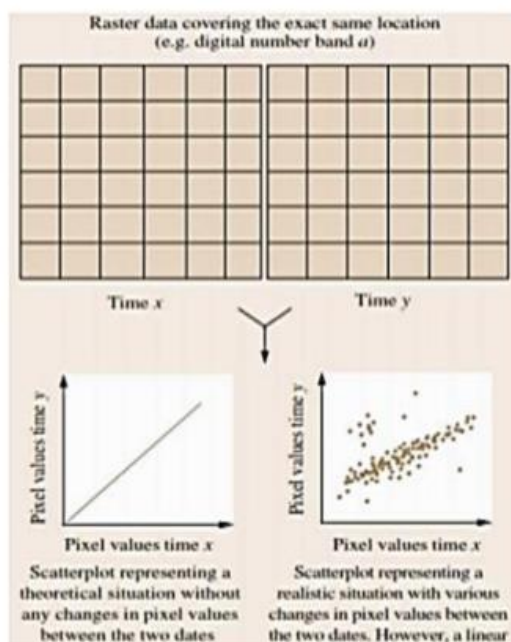 Raster data covering the exact same location
(e.g. digital number band a)
Time x
Time y
Pixel values time y
Pixel values time x
Pixel values time y
Pixel values time x
Scatterplot representing a
theoretical situation without
any changes in pixel values
between the two dates
Scatterplot representing a
realistic situation with various
changes in pixel values between
the two dates. However, a linear